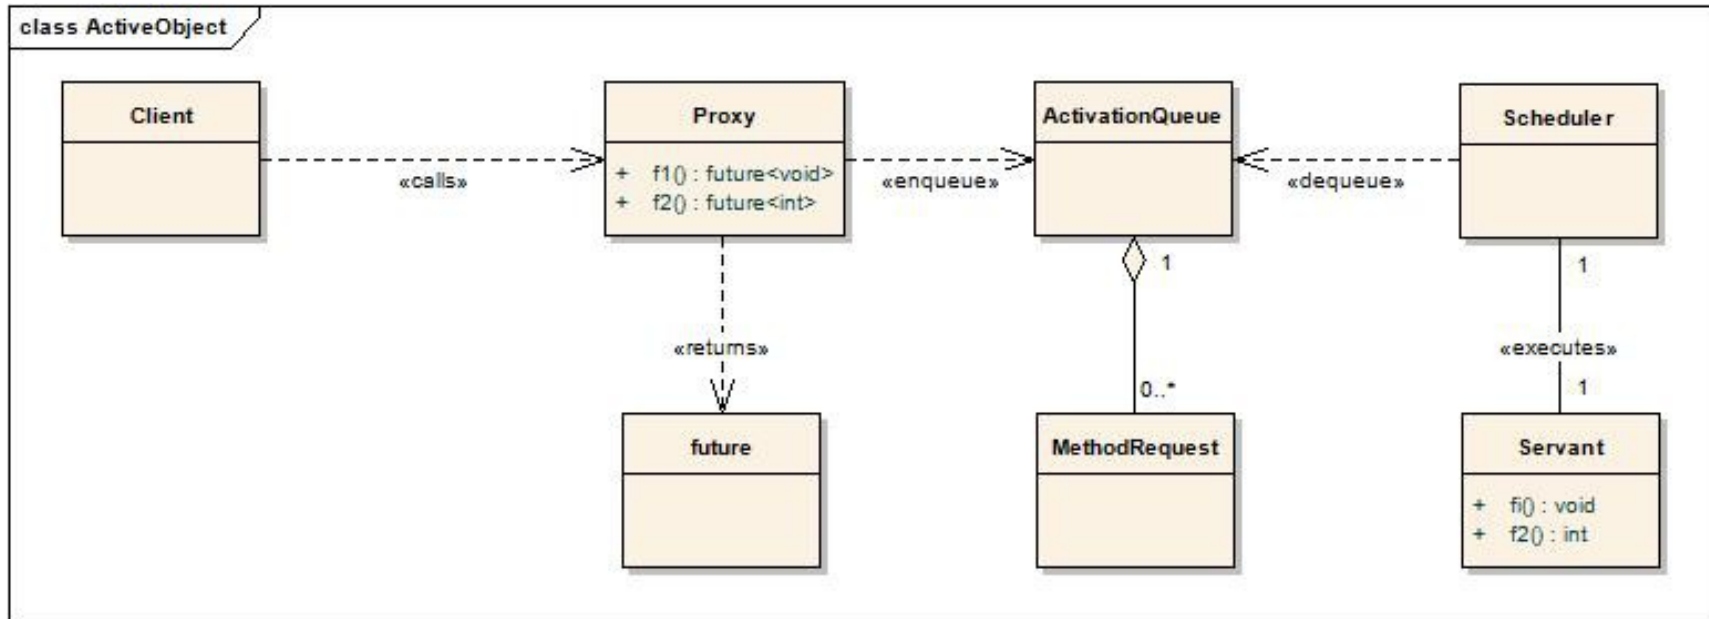 class ActiveObject
Client
Proxy
ActivationQueue
Scheduler
+ f1() : future<void>
+ f2() : future<int>
«calls»
«enqueue»
«dequeue»
1
1
«returns»
«executes»
0..*
1
future
MethodRequest
Servant
+ fi() : void
+ f2() : int